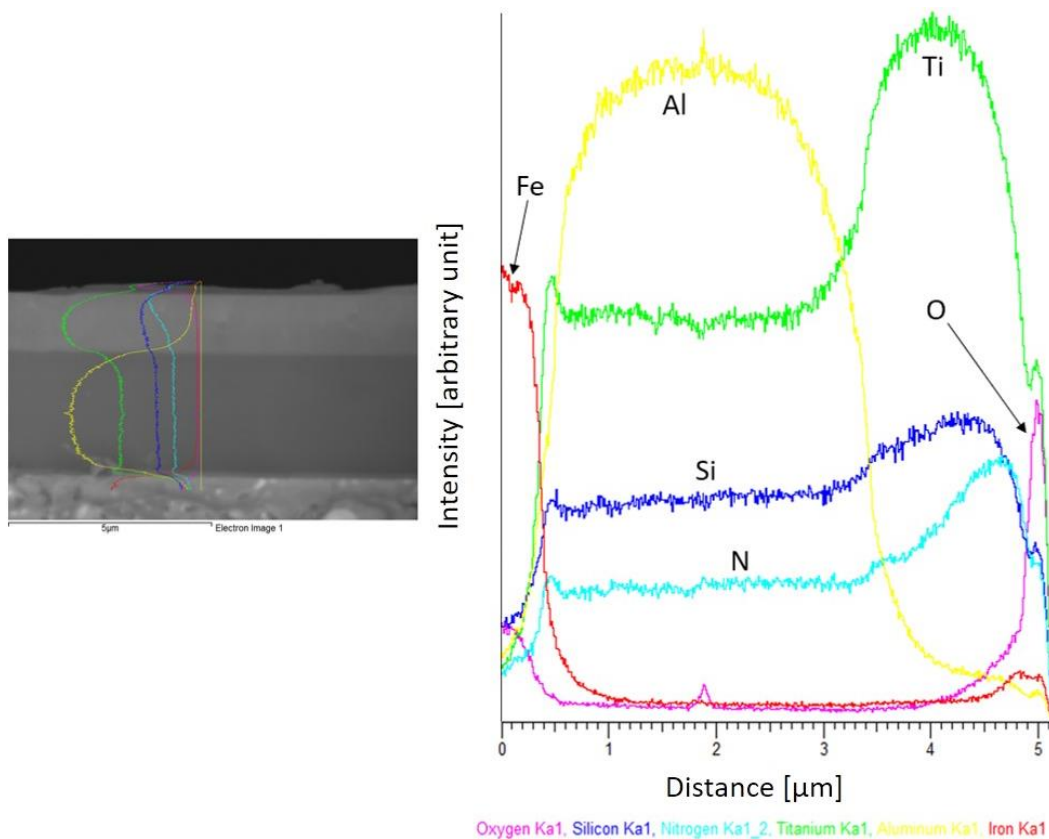 5μm
Electron Image 1
Intensity [arbitrary unit]
Fe
Al
Ti
O
Si
N
0
1
2
3
4
5
Distance [μm]
Oxygen Ka1, Silicon Ka1, Nitrogen Ka1_2, Titanium Ka1, Aluminum Ka1, Iron Ka1